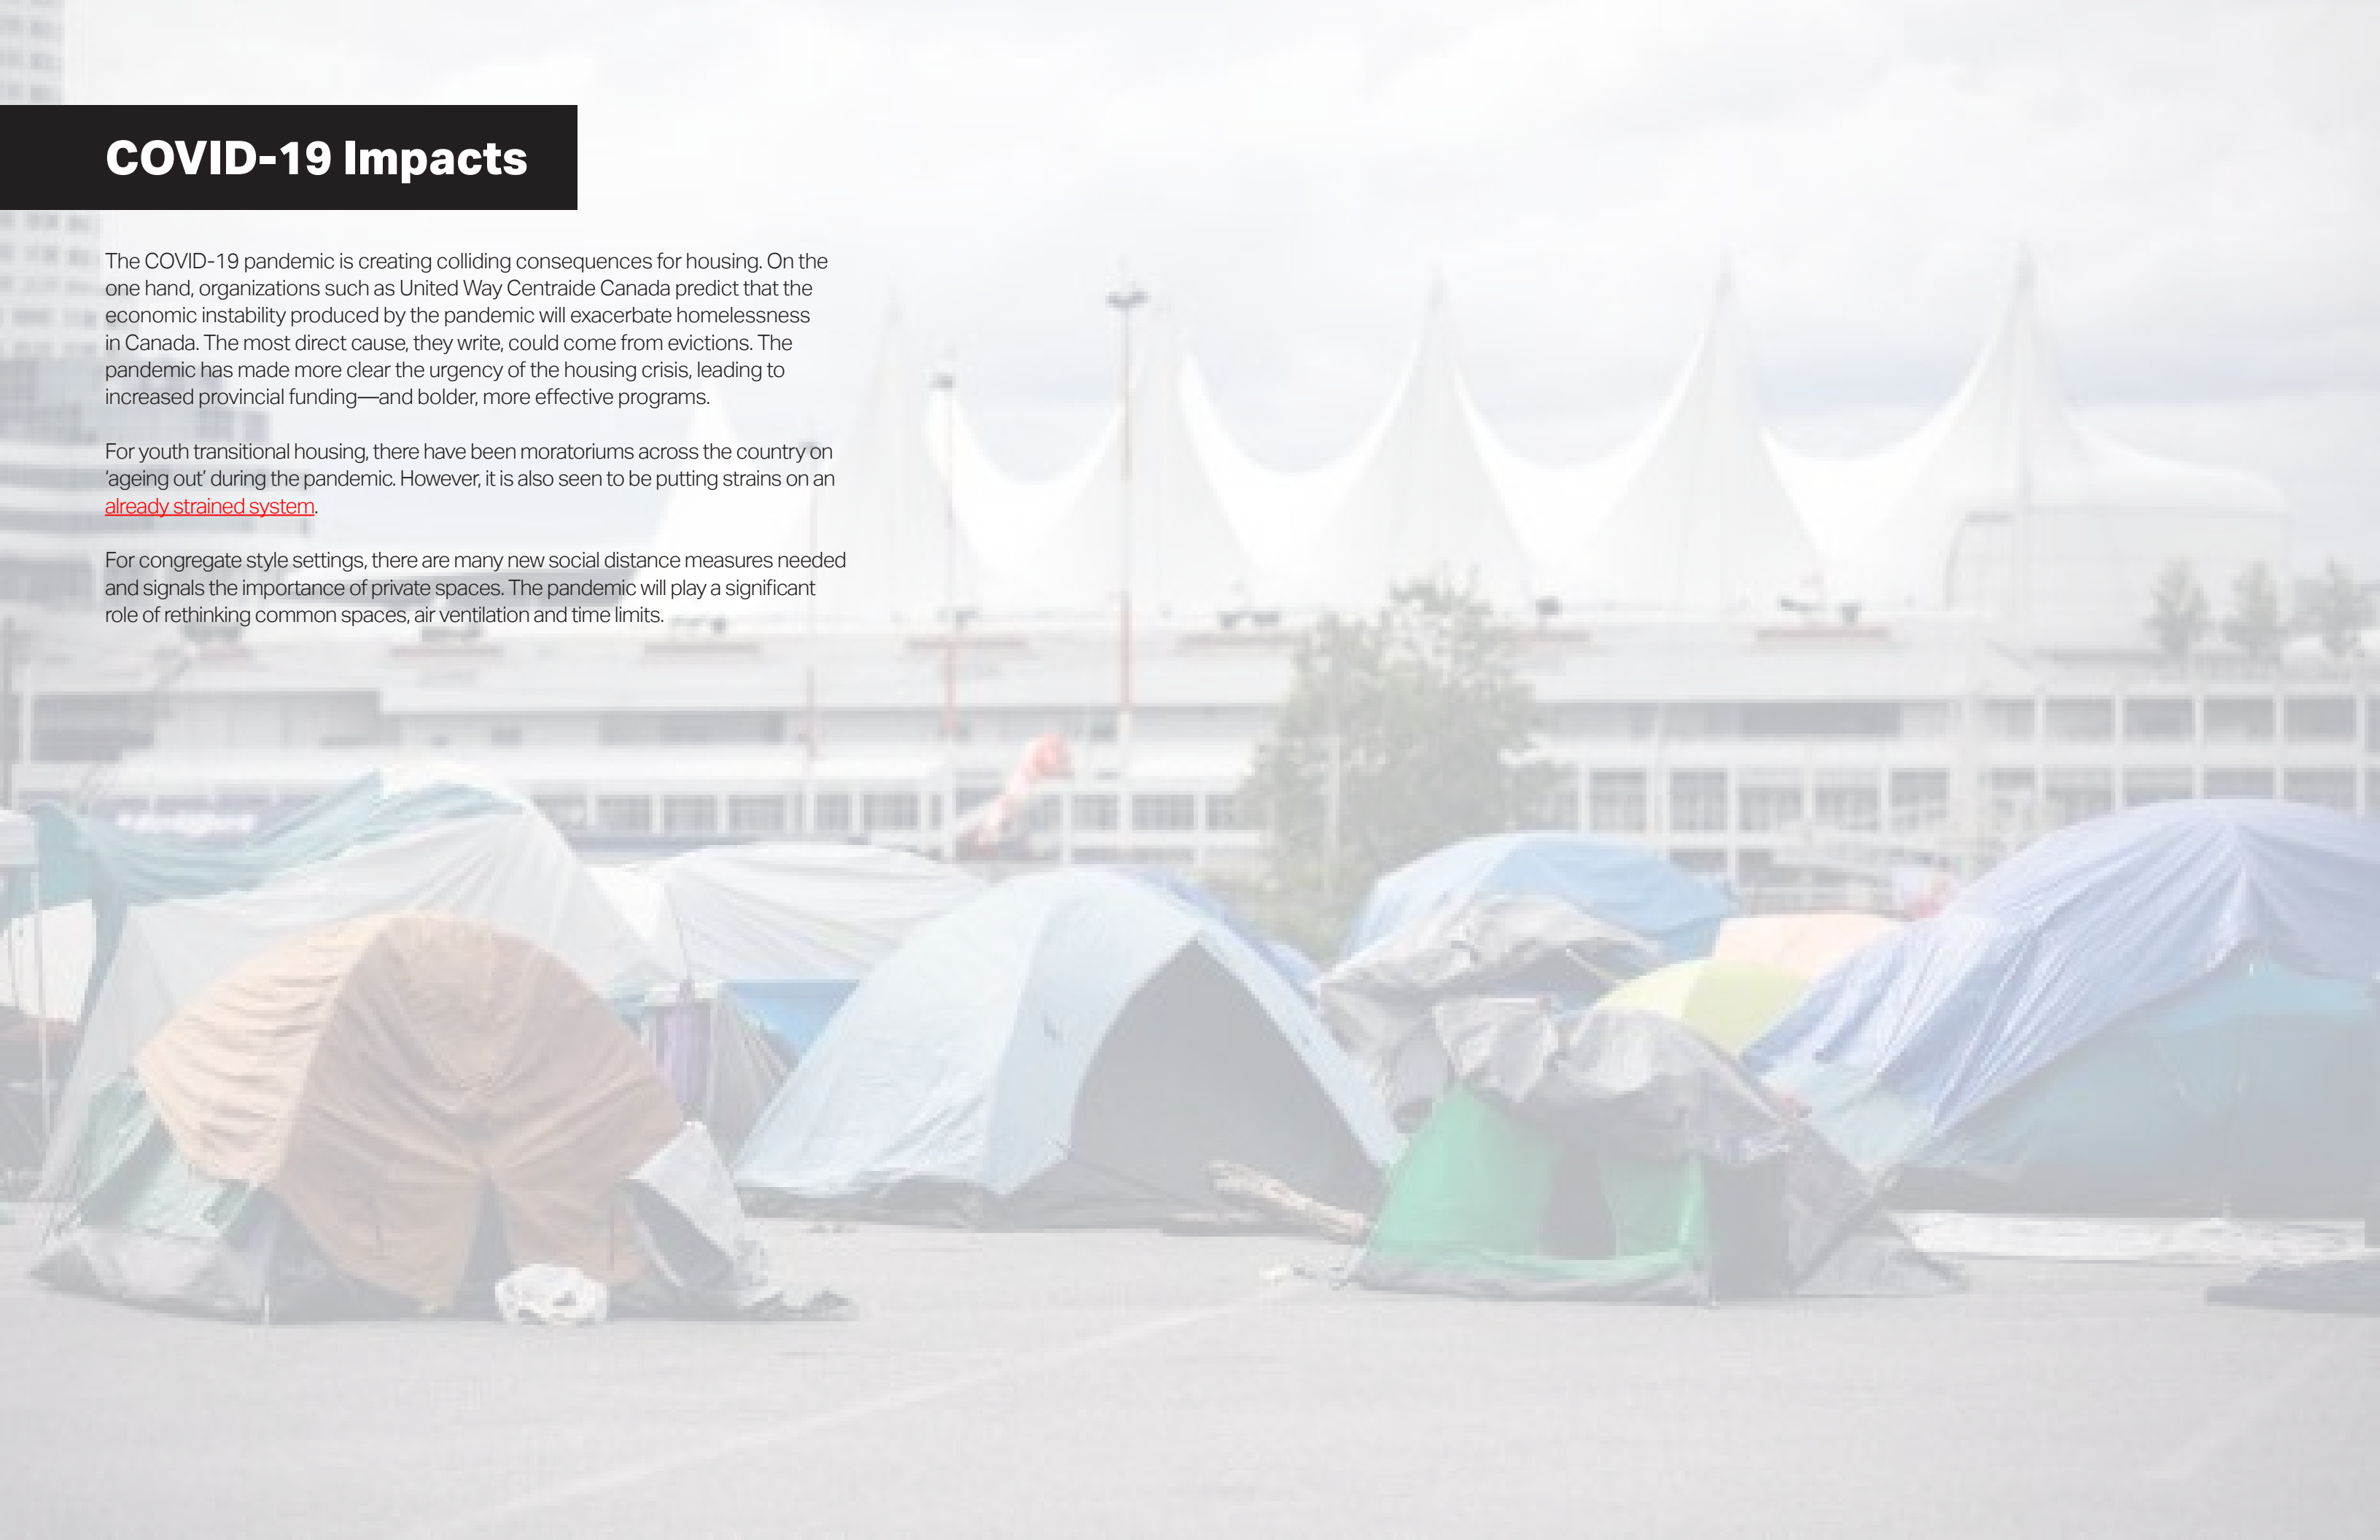 COVID-19 Impacts
The COVID-19 pandemic is creating colliding consequences for housing. On the
one hand, organizations such as United Way Centraide Canada predict that the
economic instability produced by the pandemic will exacerbate homelessness
in Canada. The most direct cause, they write, could come from evictions. The
pandemic has made more clear the urgency of the housing crisis, leading to
increased provincial funding—and bolder, more effective programs.
For youth transitional housing, there have been moratoriums across the country on
‘ageing out’ during the pandemic. However, it is also seen to be putting strains on an
already strained system.
For congregate style settings, there are many new social distance measures needed
and signals the importance of private spaces. The pandemic will play a significant
role of rethinking common spaces, air ventilation and time limits.